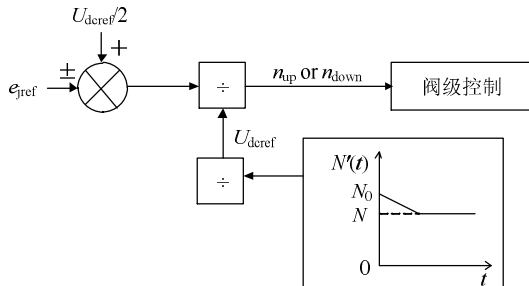 U_dcref/2
+
±
e_jref
÷
n_up or n_down
阀级控制
U_dcref
÷
N'(t)
N_0
N
0
t